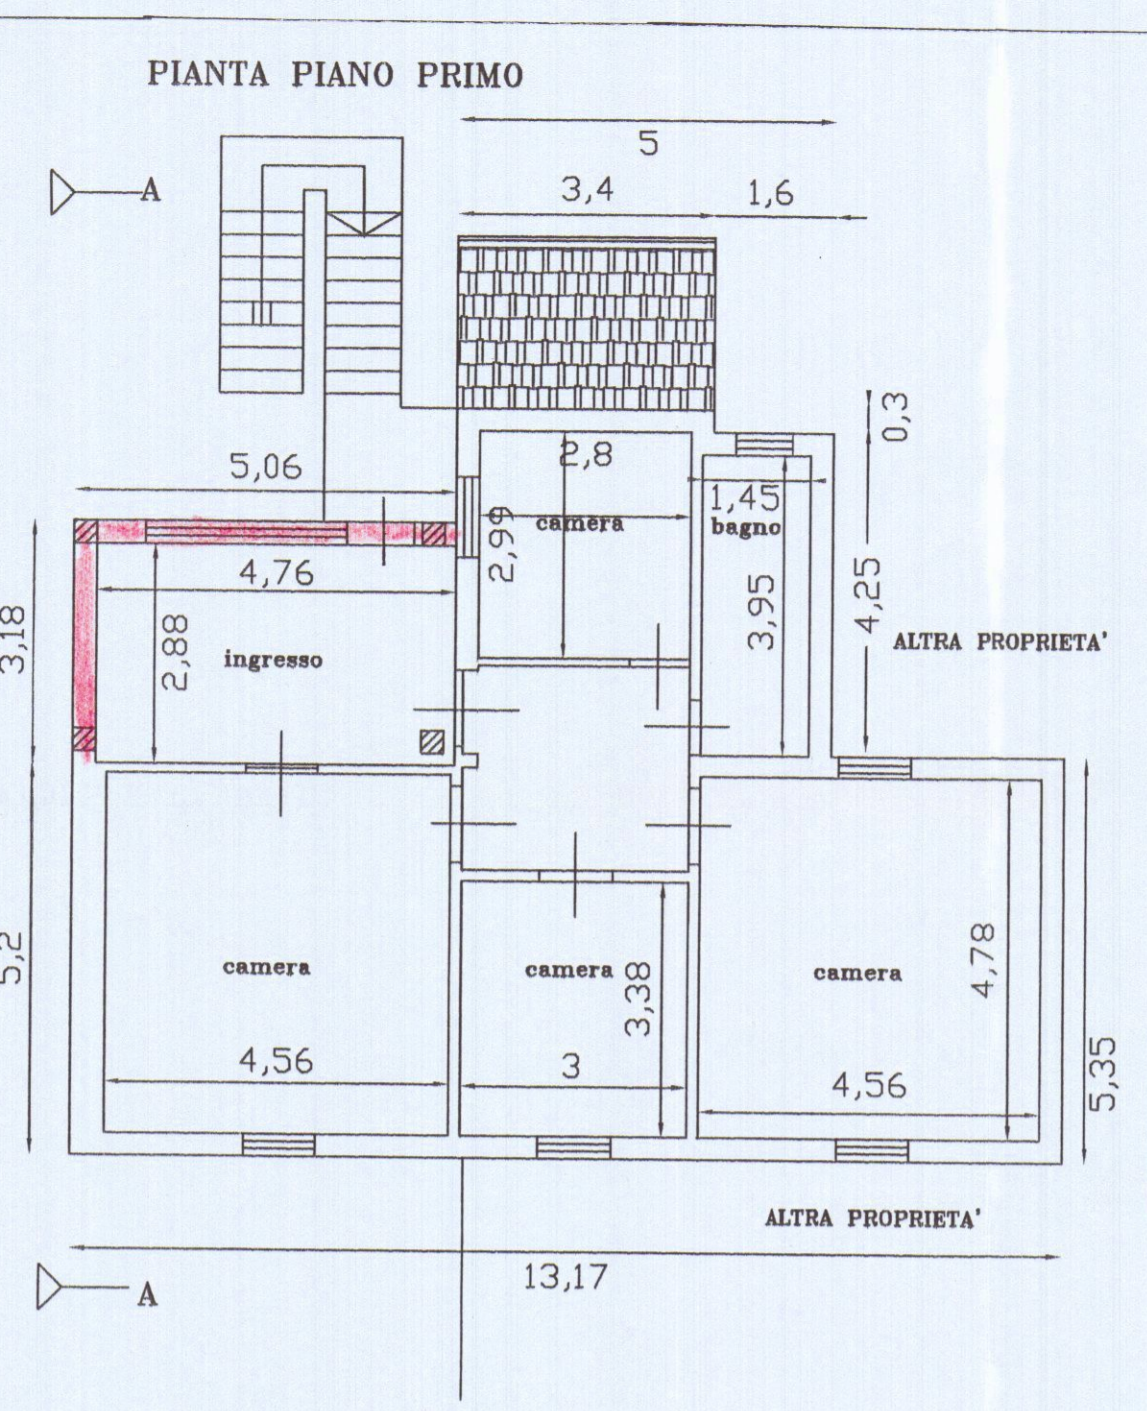 PIANTA PIANO PRIMO
5
A
3,4
1,6
0,3
5,06
2,8
1,45
camera
bagno
2,99
4,76
3,95
4,25
3,18
2,88
ALTRA PROPRIETA'
ingresso
5,2
camera
camera
camera
3,38
4,78
4,56
3
4,56
5,35
ALTRA PROPRIETA'
13,17
A